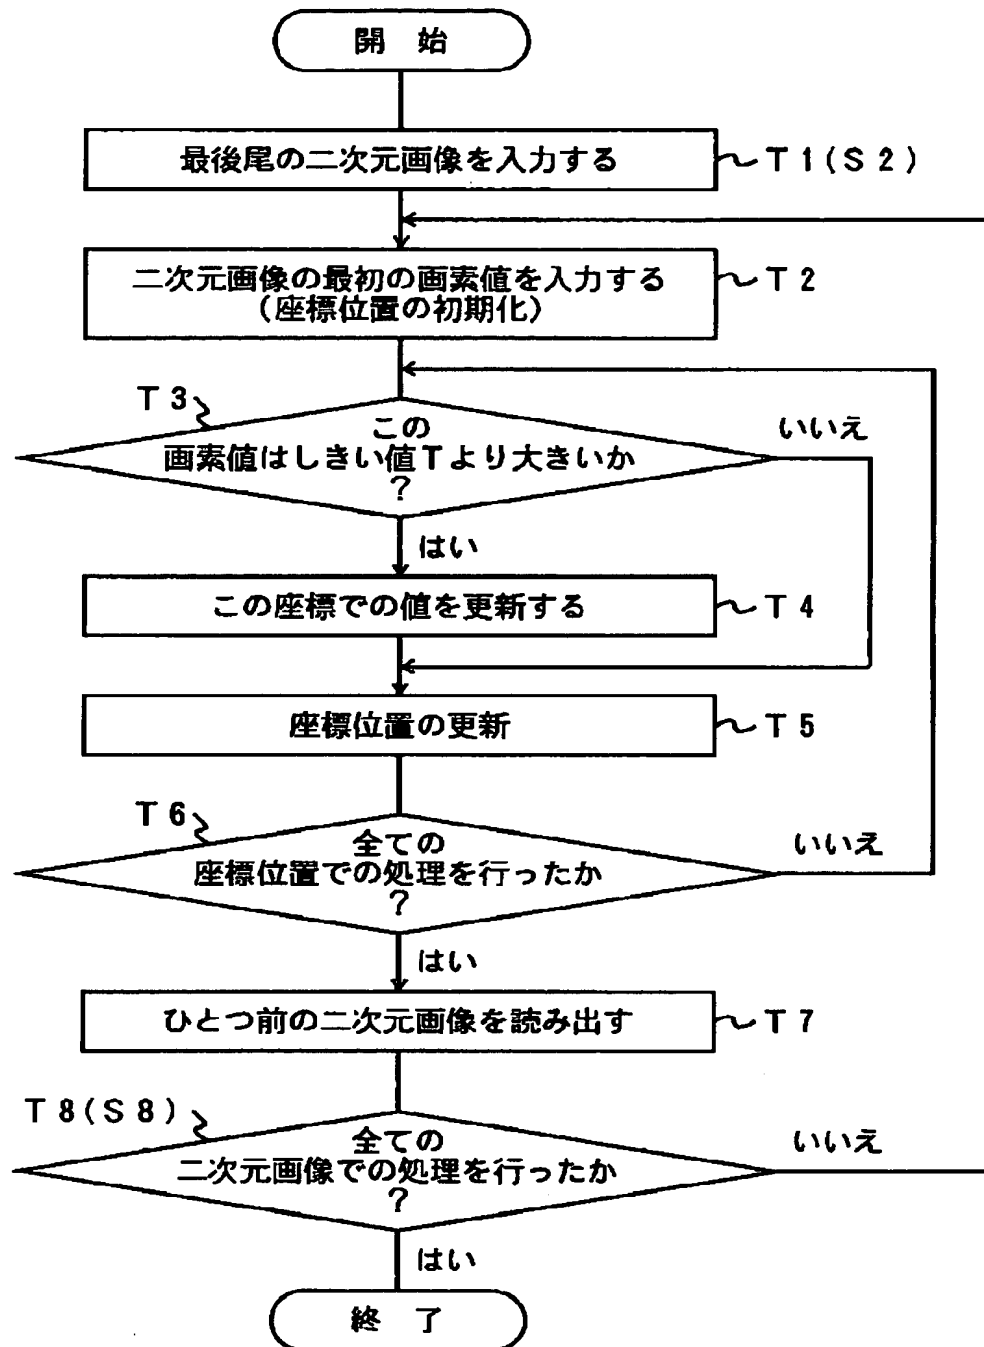 開 始
最後尾の二次元画像を入力する
T1(S2)
二次元画像の最初の画素値を入力する
(座標位置の初期化)
T2
T3
この
画素値はしきい値Tより大きいか
?
いいえ
はい
この座標での値を更新する
T4
座標位置の更新
T5
T6
全ての
座標位置での処理を行ったか
?
いいえ
はい
ひとつ前の二次元画像を読み出す
T7
T8(S8)
全ての
二次元画像での処理を行ったか
?
いいえ
はい
終 了